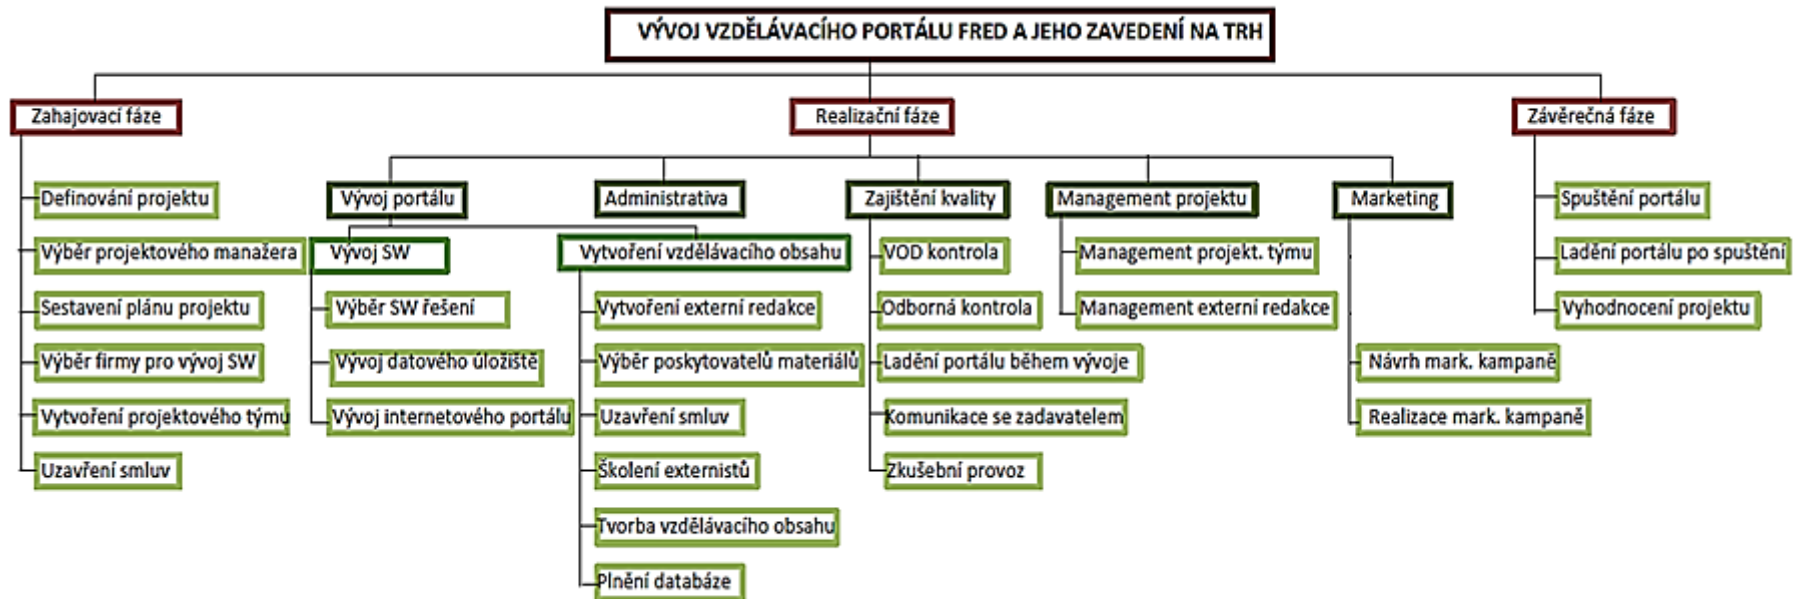 VÝVOJ VZDĚLÁVACÍHO PORTÁLU FRED A JEHO ZAVEDENÍ NA TRH
Zahajovací fáze
Realizační fáze
Závěrečná fáze
Definování projektu
Výběr projektového manažera
Sestavení plánu projektu
Výběr firmy pro vývoj SW
Vytvoření projektového týmu
Uzavření smluv
Vývoj portálu
Administrativa
Zajištění kvality
Management projektu
Marketing
Vývoj SW
Výběr SW řešení
Vývoj datového úložiště
Vývoj internetového portálu
Vytvoření vzdělávacího obsahu
Vytvoření externí redakce
Výběr poskytovatelů materiálů
Uzavření smluv
Školení externistů
Tvorba vzdělávacího obsahu
Plnění databáze
VOD kontrola
Odborná kontrola
Ladění portálu během vývoje
Komunikace se zadavatelem
Zkušební provoz
Management projekt. týmu
Management externí redakce
Návrh mark. kampaně
Realizace mark. kampaně
Spuštění portálu
Ladění portálu po spuštění
Vyhodnocení projektu